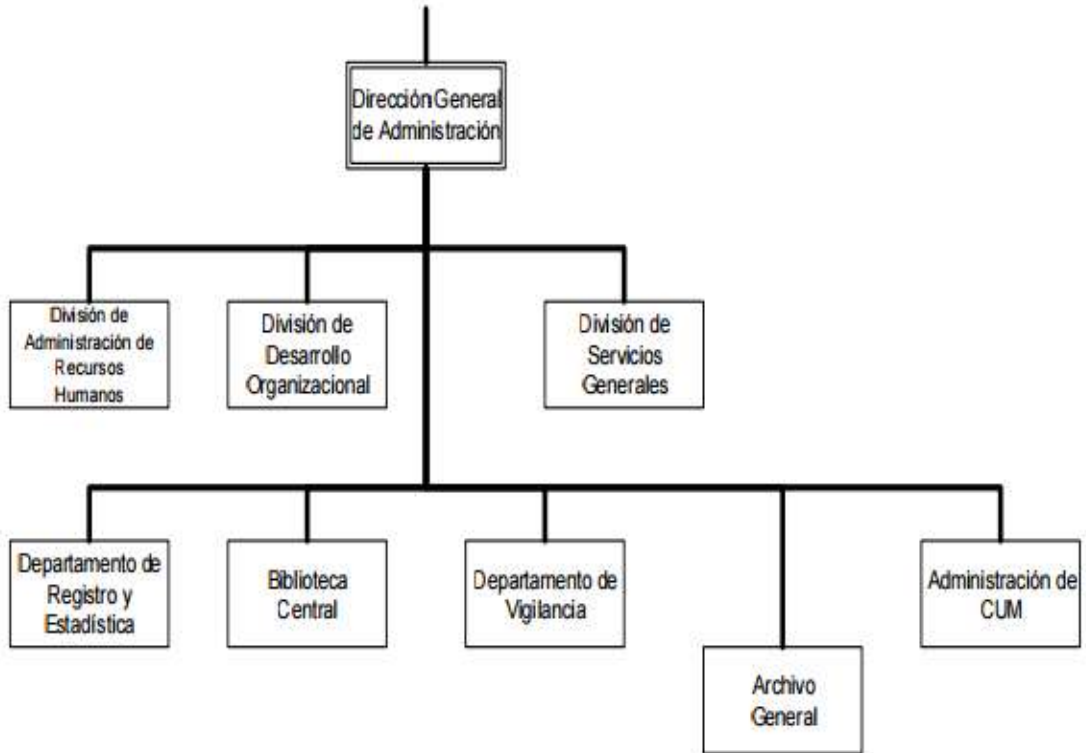 Dirección General
de Administración
División de
Administración de
Recursos
Humanos
División de
Desarrollo
Organizacional
División de
Servicios
Generales
Departamento de
Registro y
Estadística
Biblioteca
Central
Departamento de
Vigilancia
Archivo
General
Administración de
CUM